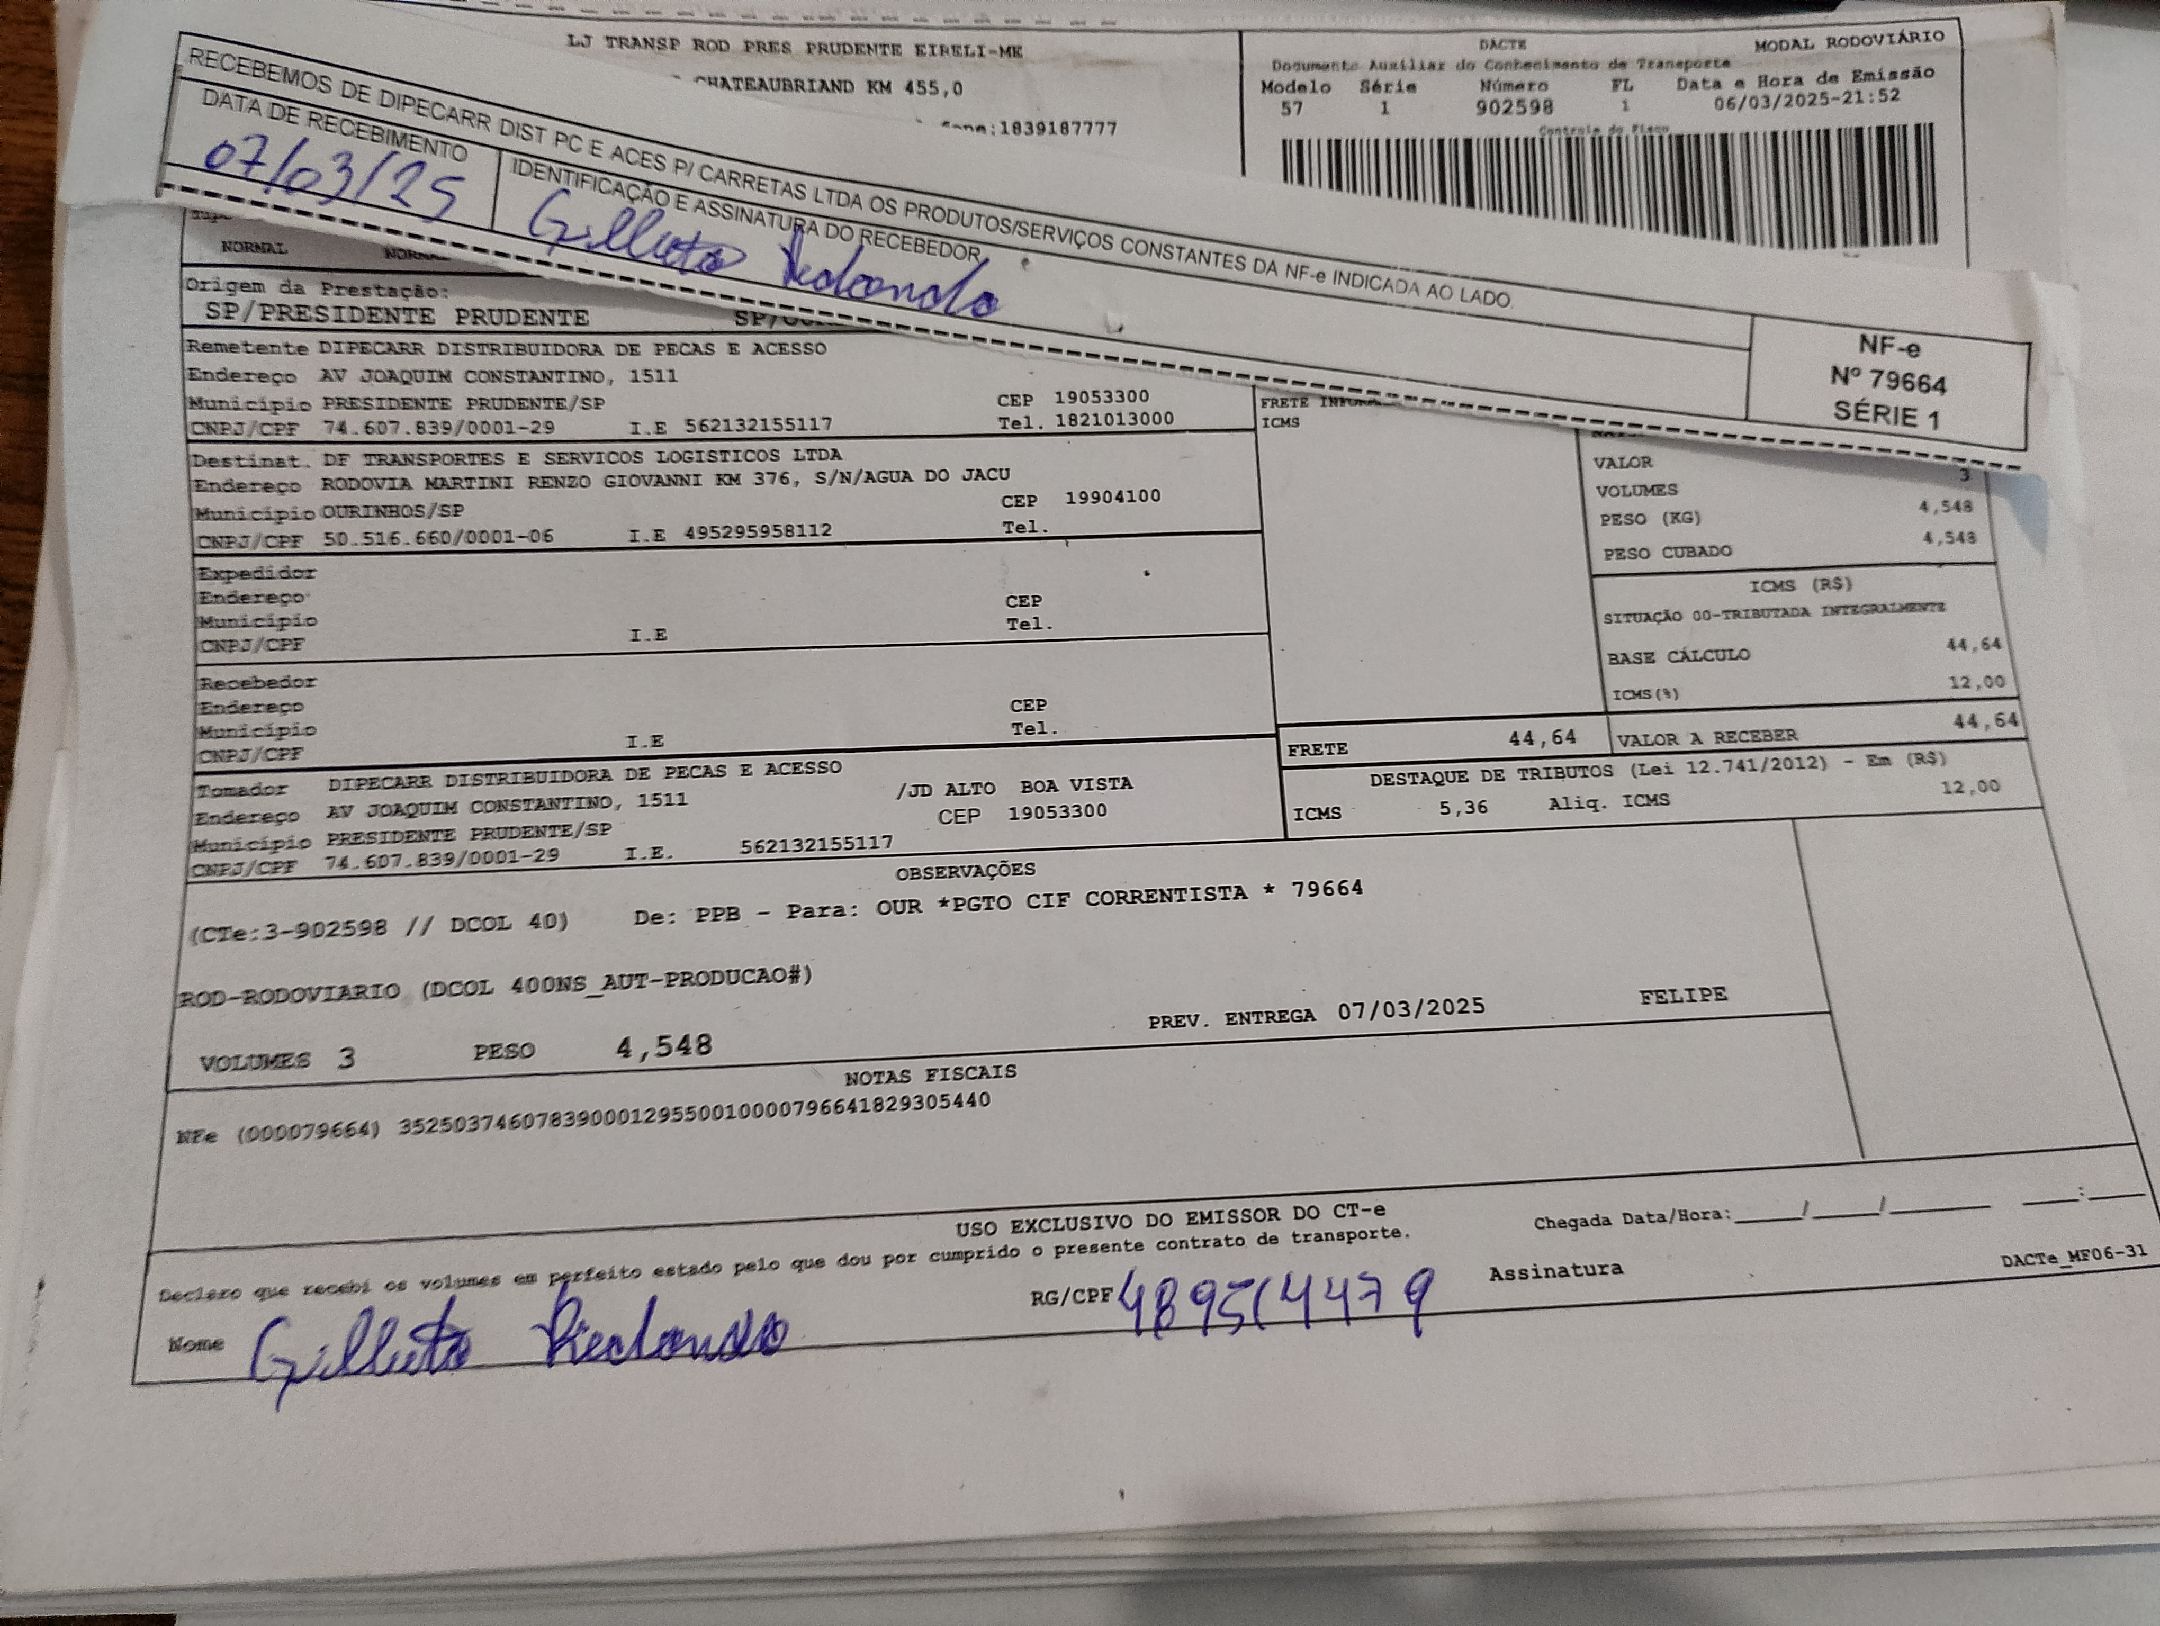 LJ TRANSP ROD PRES PRUDENTE EIRELI-ME
CHATEAUBRIAND KM 455,0
fone:1839187777
DACTE MODAL RODOVIÁRIO
Documento Auxiliar do Conhecimento de Transporte
Modelo Série Número FL Data e Hora de Emissão
57 1 902598 1 06/03/2025-21:52
Controle do Fisco
RECEBEMOS DE DIPECARR DIST PC E ACES P/ CARRETAS LTDA OS PRODUTOS/SERVIÇOS CONSTANTES DA NF-e INDICADA AO LADO.
DATA DE RECEBIMENTO
07/03/25
IDENTIFICAÇÃO E ASSINATURA DO RECEBEDOR
Redondo
NF-e
Nº 79664
SÉRIE 1
NORMAL
Origem da Prestação:
SP/PRESIDENTE PRUDENTE
Remetente DIPECARR DISTRIBUIDORA DE PECAS E ACESSO
Endereço AV JOAQUIM CONSTANTINO, 1511
Município PRESIDENTE PRUDENTE/SP CEP 19053300
CNPJ/CPF 74.607.839/0001-29 I.E 562132155117 Tel. 1821013000
Destinat. DF TRANSPORTES E SERVICOS LOGISTICOS LTDA
Endereço RODOVIA MARTINI RENZO GIOVANNI KM 376, S/N/AGUA DO JACU
Município OURINHOS/SP CEP 19904100
CNPJ/CPF 50.516.660/0001-06 I.E 495295958112 Tel.
Expedidor
Endereço
Município CEP
CNPJ/CPF I.E Tel.
Recebedor
Endereço
Município CEP
CNPJ/CPF I.E Tel.
Tomador DIPECARR DISTRIBUIDORA DE PECAS E ACESSO
Endereço AV JOAQUIM CONSTANTINO, 1511 /JD ALTO BOA VISTA
Município PRESIDENTE PRUDENTE/SP CEP 19053300
CNPJ/CPF 74.607.839/0001-29 I.E. 562132155117
FRETE
ICMS
VALOR
VOLUMES 3
PESO (KG) 4,548
PESO CUBADO 4,548
ICMS (R$)
SITUAÇÃO 00-TRIBUTADA INTEGRALMENTE
BASE CÁLCULO 44,64
ICMS(%) 12,00
FRETE 44,64 VALOR A RECEBER 44,64
DESTAQUE DE TRIBUTOS (Lei 12.741/2012) - Em (R$)
ICMS 5,36 Aliq. ICMS 12,00
OBSERVAÇÕES
(CTe:3-902598 // DCOL 40) De: PPB - Para: OUR *PGTO CIF CORRENTISTA * 79664
ROD-RODOVIARIO (DCOL 400NS_AUT-PRODUCAO#)
PREV. ENTREGA 07/03/2025 FELIPE
VOLUMES 3 PESO 4,548
NOTAS FISCAIS
NFe (000079664) 35250374607839000129550010000796641829305440
USO EXCLUSIVO DO EMISSOR DO CT-e
Declaro que recebi os volumes em perfeito estado pelo que dou por cumprido o presente contrato de transporte.
Chegada Data/Hora:_____/_____/_______ ____:____
Nome Redondo RG/CPF 489514479 Assinatura
DACTe_MF06-31